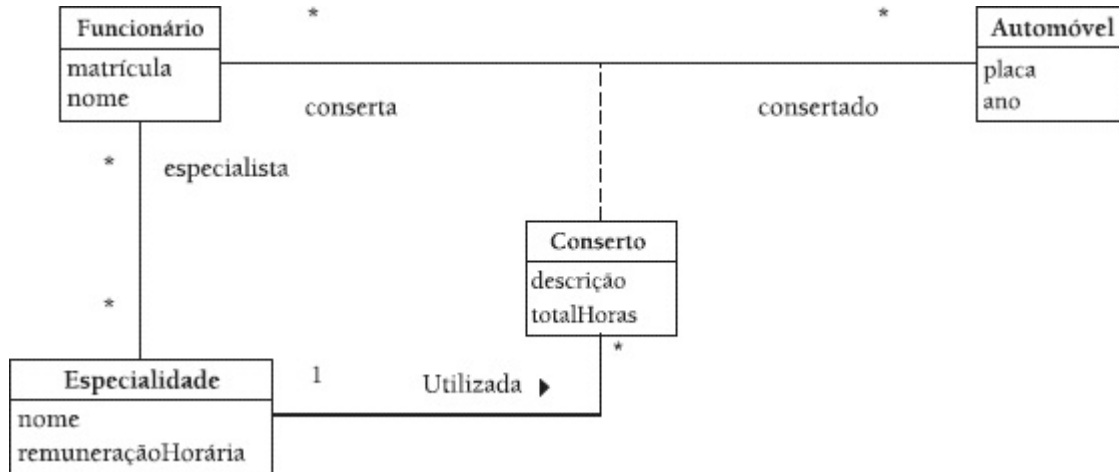 *
*
Funcionário
matrícula
nome
Automóvel
placa
ano
conserta
consertado
*
especialista
*
Conserto
descrição
totalHoras
*
Especialidade
nome
remuneraçãoHorária
1
Utilizada